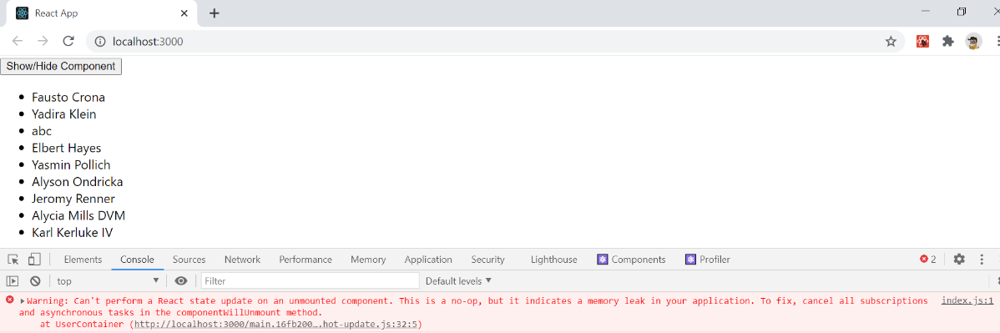 React App
localhost:3000
Show/Hide Component
Fausto Crona
Yadira Klein
abc
Elbert Hayes
Yasmin Pollich
Alyson Ondricka
Jeromy Renner
Alycia Mills DVM
Karl Kerluke IV
Elements Console Sources Network Performance Memory Application Security Lighthouse Components Profiler 2
top Filter Default levels
Warning: Can't perform a React state update on an unmounted component. This is a no-op, but it indicates a memory leak in your application. To fix, cancel all subscriptions index.js:1
and asynchronous tasks in the componentWillUnmount method.
at UserContainer (http://localhost:3000/main.16fb200….hot-update.js:32:5)